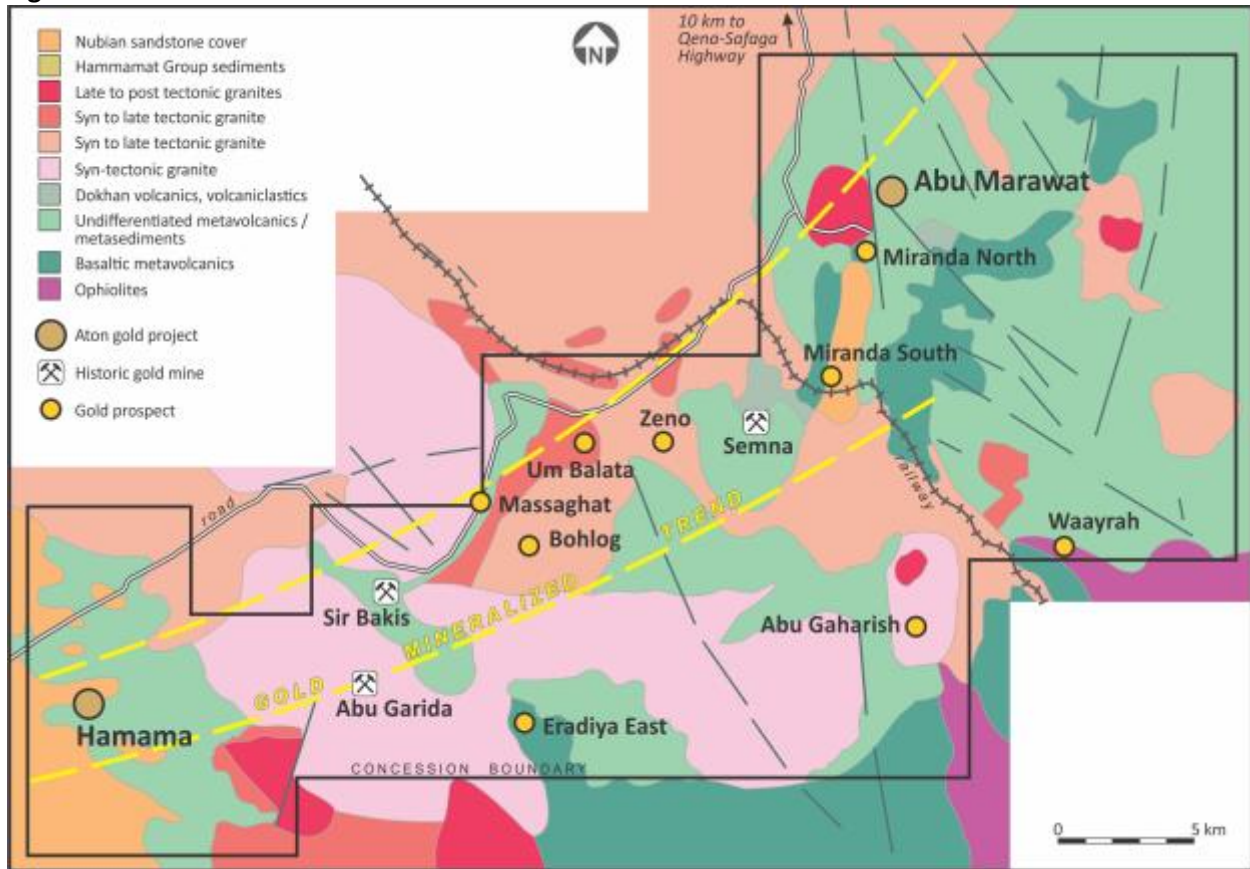 Nubian sandstone cover
Hammamat Group sediments
Late to post tectonic granites
Syn to late tectonic granite
Syn to late tectonic granite
Syn-tectonic granite
Dokhan volcanics, volcaniclastics
Undifferentiated metavolcanics /
metasediments
Basaltic metavolcanics
Ophiolites
Aton gold project
Historic gold mine
Gold prospect
N
10 km to
Qena-Safaga
Highway
Abu Marawat
Miranda North
Miranda South
Zeno
Semna
Um Balata
railway
Massaghat
road
Bohlog
Waayrah
Sir Bakis
Abu Gaharish
GOLD MINERALIZED TREND
Abu Garida
Hamama
Eradiya East
CONCESSION BOUNDARY
0 5 km